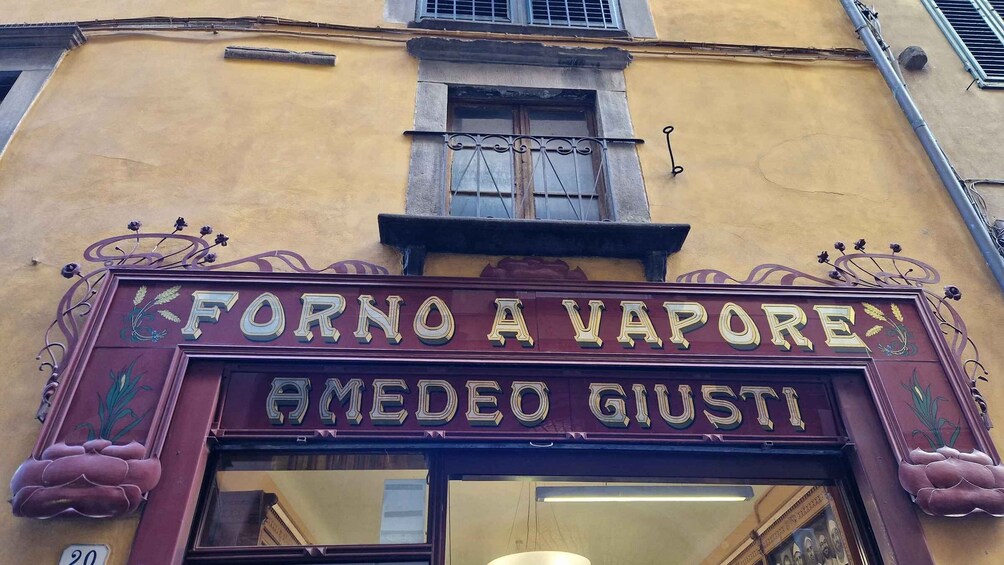 FORNO A VAPORE
AMEDEO GIUSTI
20